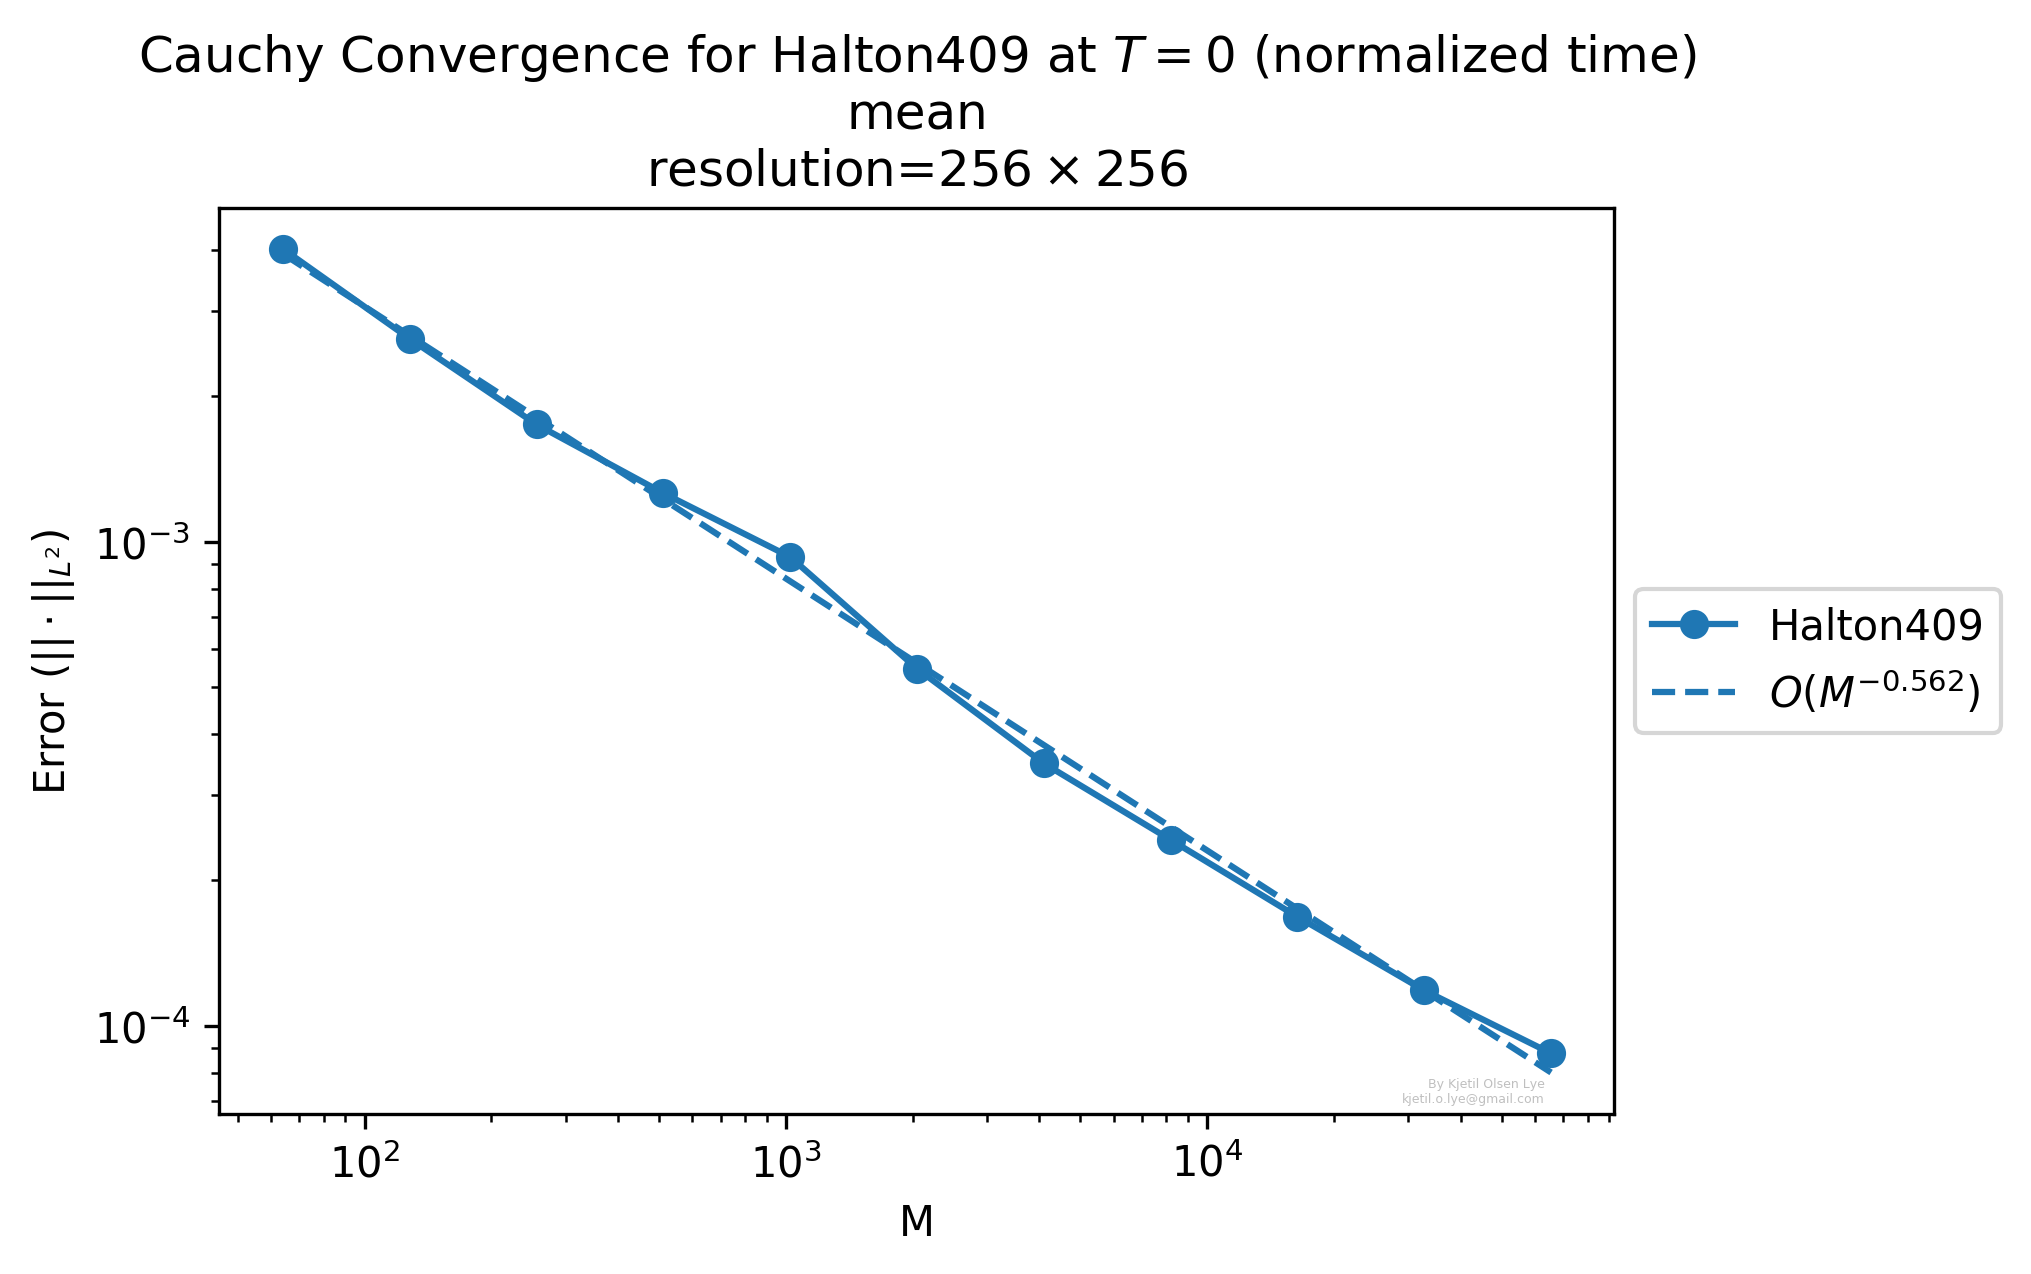 Cauchy Convergence for Halton409 at T = 0 (normalized time)
mean
resolution=256 × 256
Error (|| · ||_{L²})
10⁻³
10⁻⁴
10²
10³
10⁴
M
Halton409
O(M⁻⁰·⁵⁶²)
By Kjetil Olsen Lye
kjetil.o.lye@gmail.com